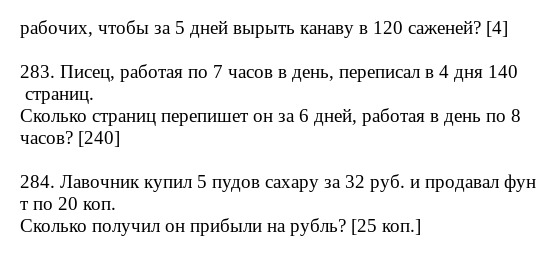 рабочих, чтобы за 5 дней вырыть канаву в 120 саженей? [4]
283. Писец, работая по 7 часов в день, переписал в 4 дня 140
страниц.
Сколько страниц перепишет он за 6 дней, работая в день по 8
часов? [240]
284. Лавочник купил 5 пудов сахару за 32 руб. и продавал фун
т по 20 коп.
Сколько получил он прибыли на рубль? [25 коп.]